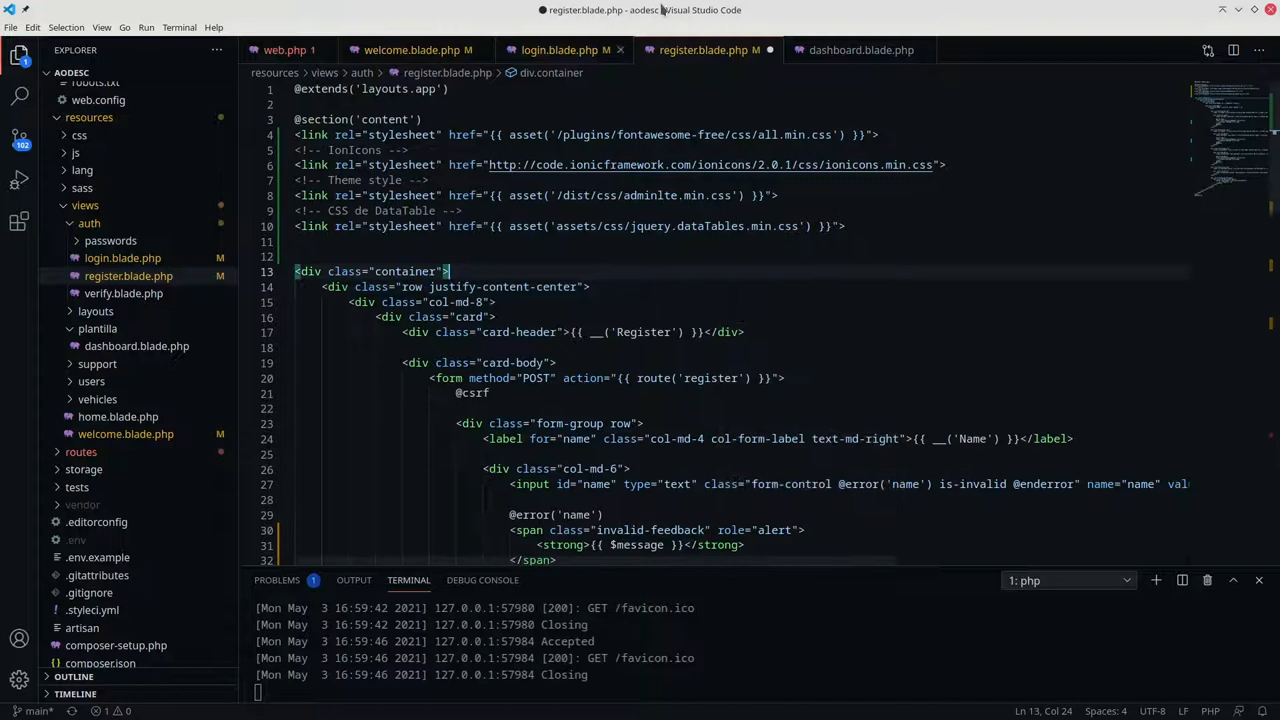 register.blade.php - aodesc - Visual Studio Code
File Edit Selection View Go Run Terminal Help
EXPLORER
web.php 1
welcome.blade.php M
login.blade.php M
register.blade.php M
dashboard.blade.php
resources > views > auth > register.blade.php > div.container
AODESC
robots.txt
web.config
resources
css
js
lang
sass
views
auth
passwords
login.blade.php M
register.blade.php M
verify.blade.php
layouts
plantilla
dashboard.blade.php
support
users
vehicles
home.blade.php
welcome.blade.php M
routes
storage
tests
vendor
.editorconfig
.env
.env.example
.gitattributes
.gitignore
.styleci.yml
artisan
composer-setup.php
composer.json
OUTLINE
TIMELINE
1
102
1 @extends('layouts.app')
2
3 @section('content')
4 <link rel="stylesheet" href="{{ asset('/plugins/fontawesome-free/css/all.min.css') }}">
5 <!-- IonIcons -->
6 <link rel="stylesheet" href="http://code.ionicframework.com/ionicons/2.0.1/css/ionicons.min.css">
7 <!-- Theme style -->
8 <link rel="stylesheet" href="{{ asset('/dist/css/adminlte.min.css') }}">
9 <!-- CSS de DataTable -->
10 <link rel="stylesheet" href="{{ asset('assets/css/jquery.dataTables.min.css') }}">
11
12
13 <div class="container">
14 <div class="row justify-content-center">
15 <div class="col-md-8">
16 <div class="card">
17 <div class="card-header">{{ __('Register') }}</div>
18
19 <div class="card-body">
20 <form method="POST" action="{{ route('register') }}">
21 @csrf
22
23 <div class="form-group row">
24 <label for="name" class="col-md-4 col-form-label text-md-right">{{ __('Name') }}</label>
25
26 <div class="col-md-6">
27 <input id="name" type="text" class="form-control @error('name') is-invalid @enderror" name="name" val
28
29 @error('name')
30 <span class="invalid-feedback" role="alert">
31 <strong>{{ $message }}</strong>
32 </span>
PROBLEMS 1 OUTPUT TERMINAL DEBUG CONSOLE
1: php
[Mon May  3 16:59:42 2021] 127.0.0.1:57980 [200]: GET /favicon.ico
[Mon May  3 16:59:42 2021] 127.0.0.1:57980 Closing
[Mon May  3 16:59:46 2021] 127.0.0.1:57984 Accepted
[Mon May  3 16:59:46 2021] 127.0.0.1:57984 [200]: GET /favicon.ico
[Mon May  3 16:59:46 2021] 127.0.0.1:57984 Closing
main* 1 0
Ln 13, Col 24 Spaces: 4 UTF-8 LF PHP